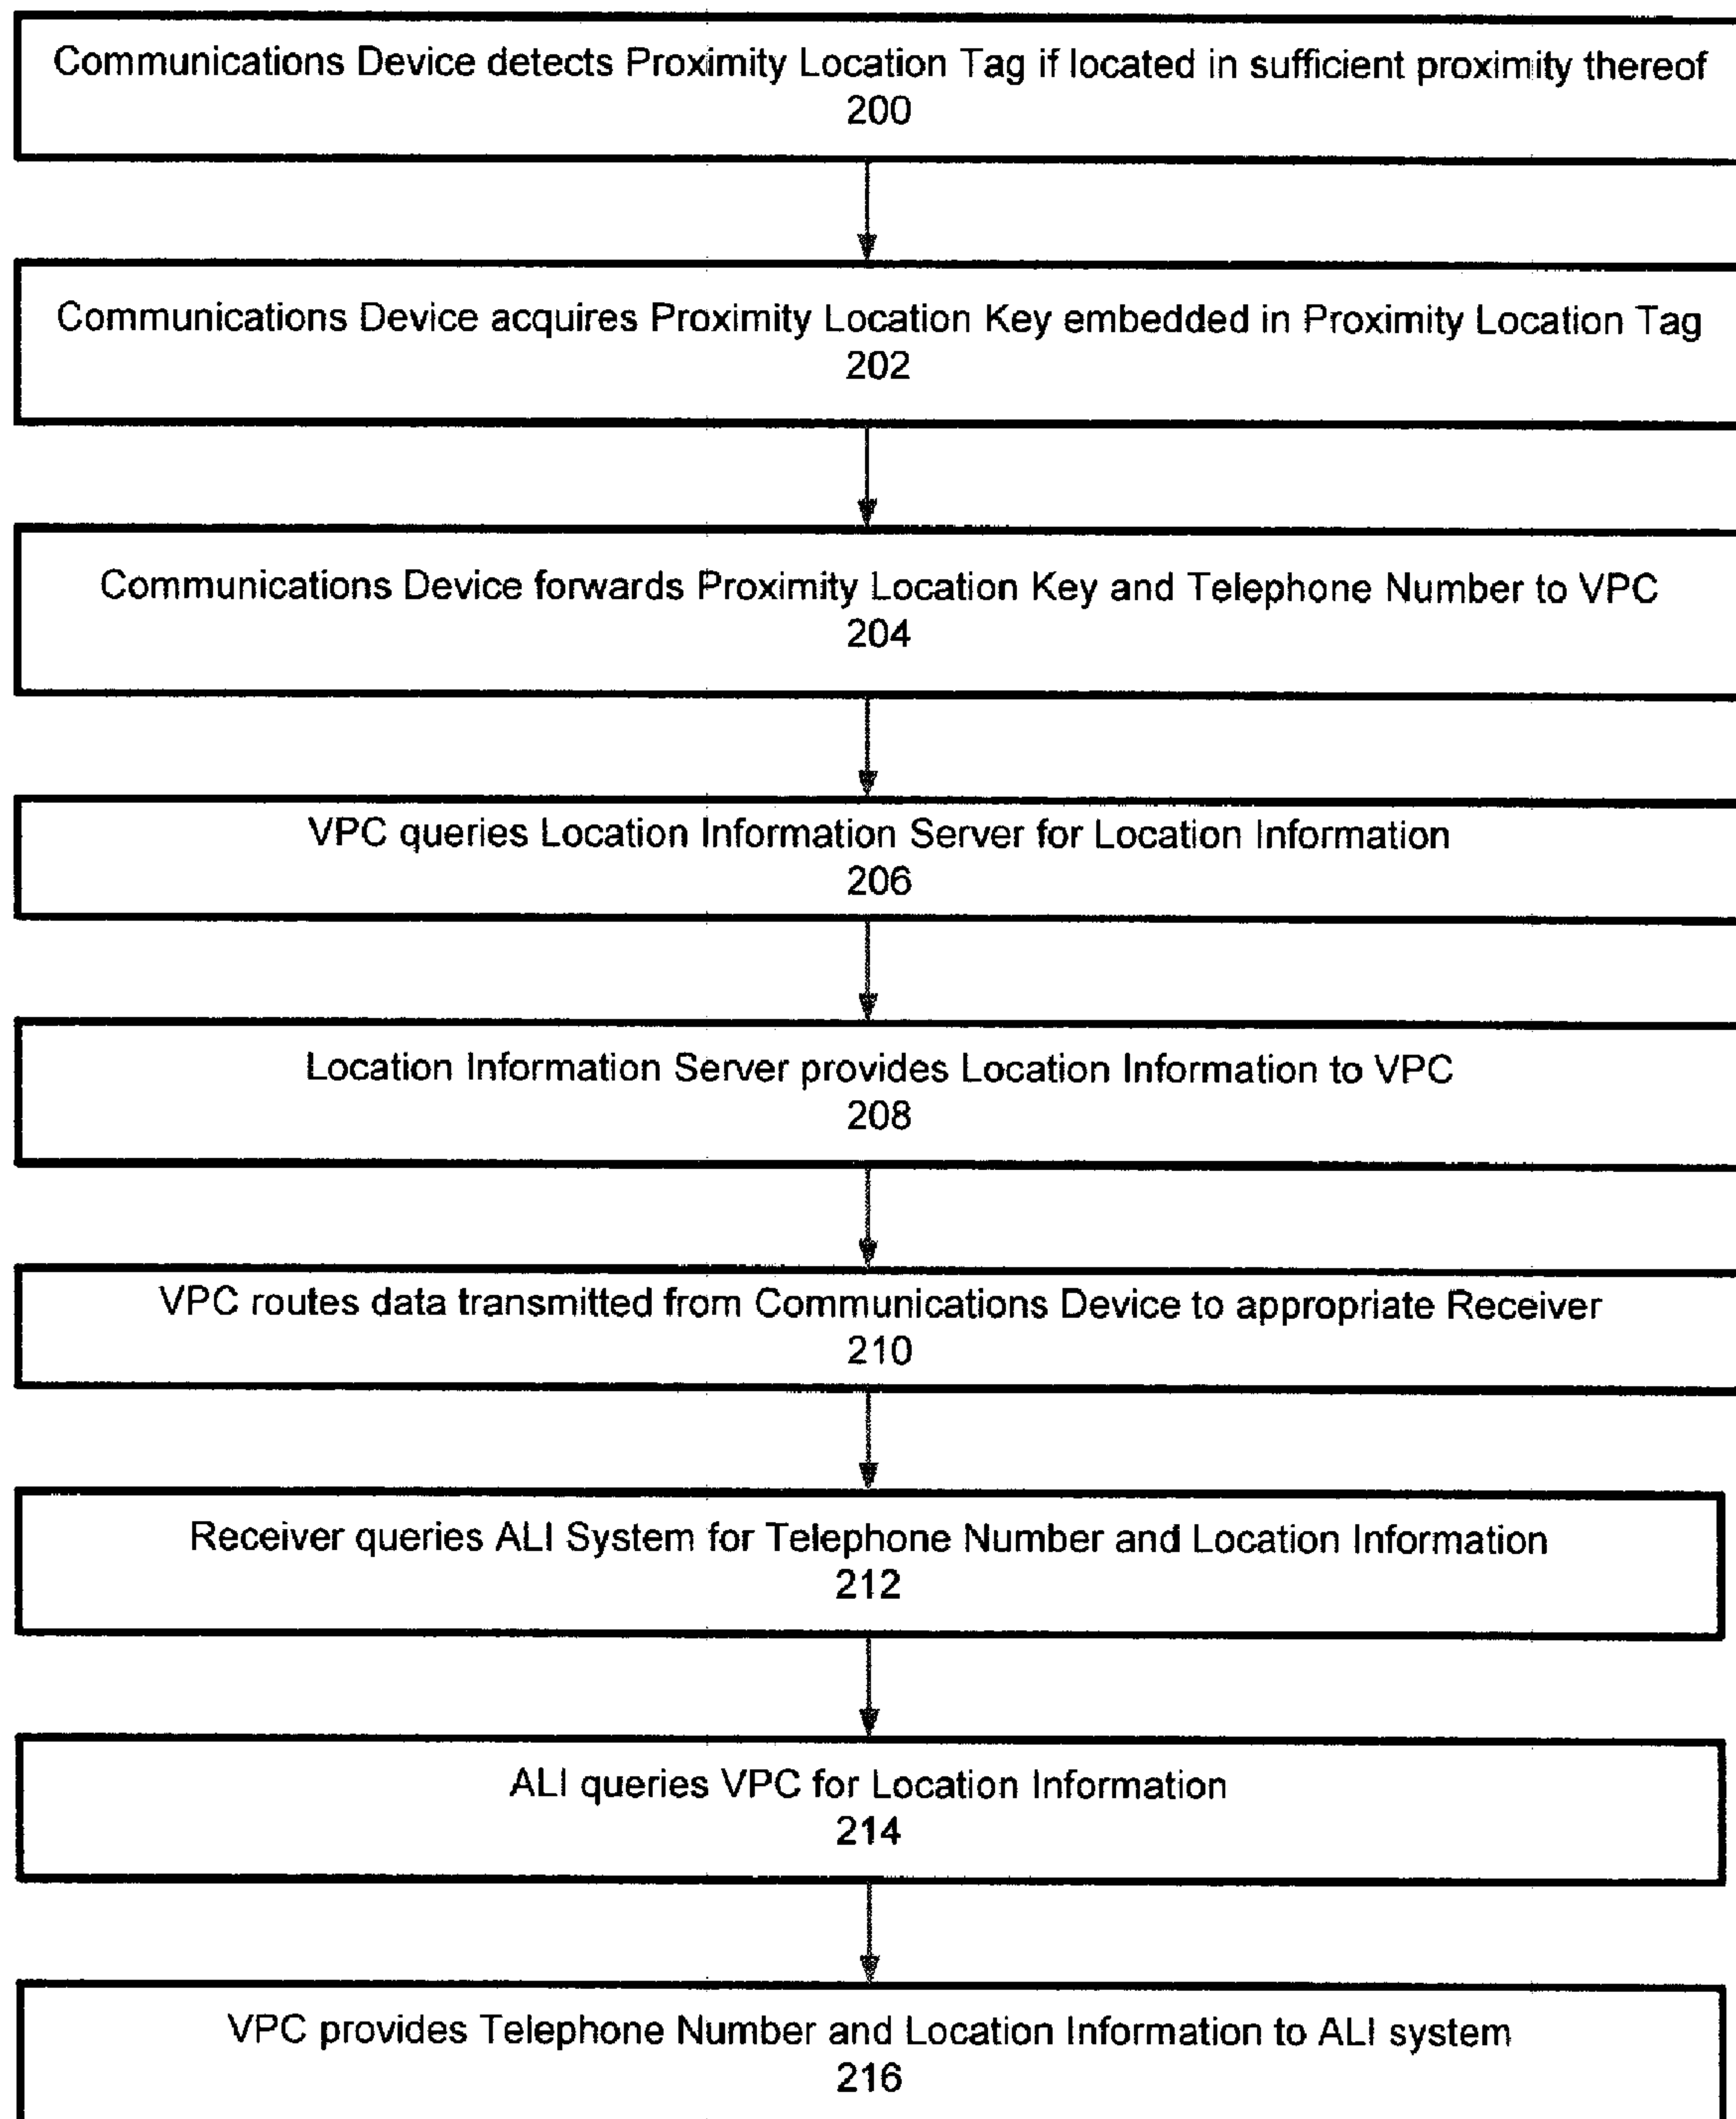 Communications Device detects Proximity Location Tag if located in sufficient proximity thereof
200
Communications Device acquires Proximity Location Key embedded in Proximity Location Tag
202
Communications Device forwards Proximity Location Key and Telephone Number to VPC
204
VPC queries Location Information Server for Location Information
206
Location Information Server provides Location Information to VPC
208
VPC routes data transmitted from Communications Device to appropriate Receiver
210
Receiver queries ALI System for Telephone Number and Location Information
212
ALI queries VPC for Location Information
214
VPC provides Telephone Number and Location Information to ALI system
216